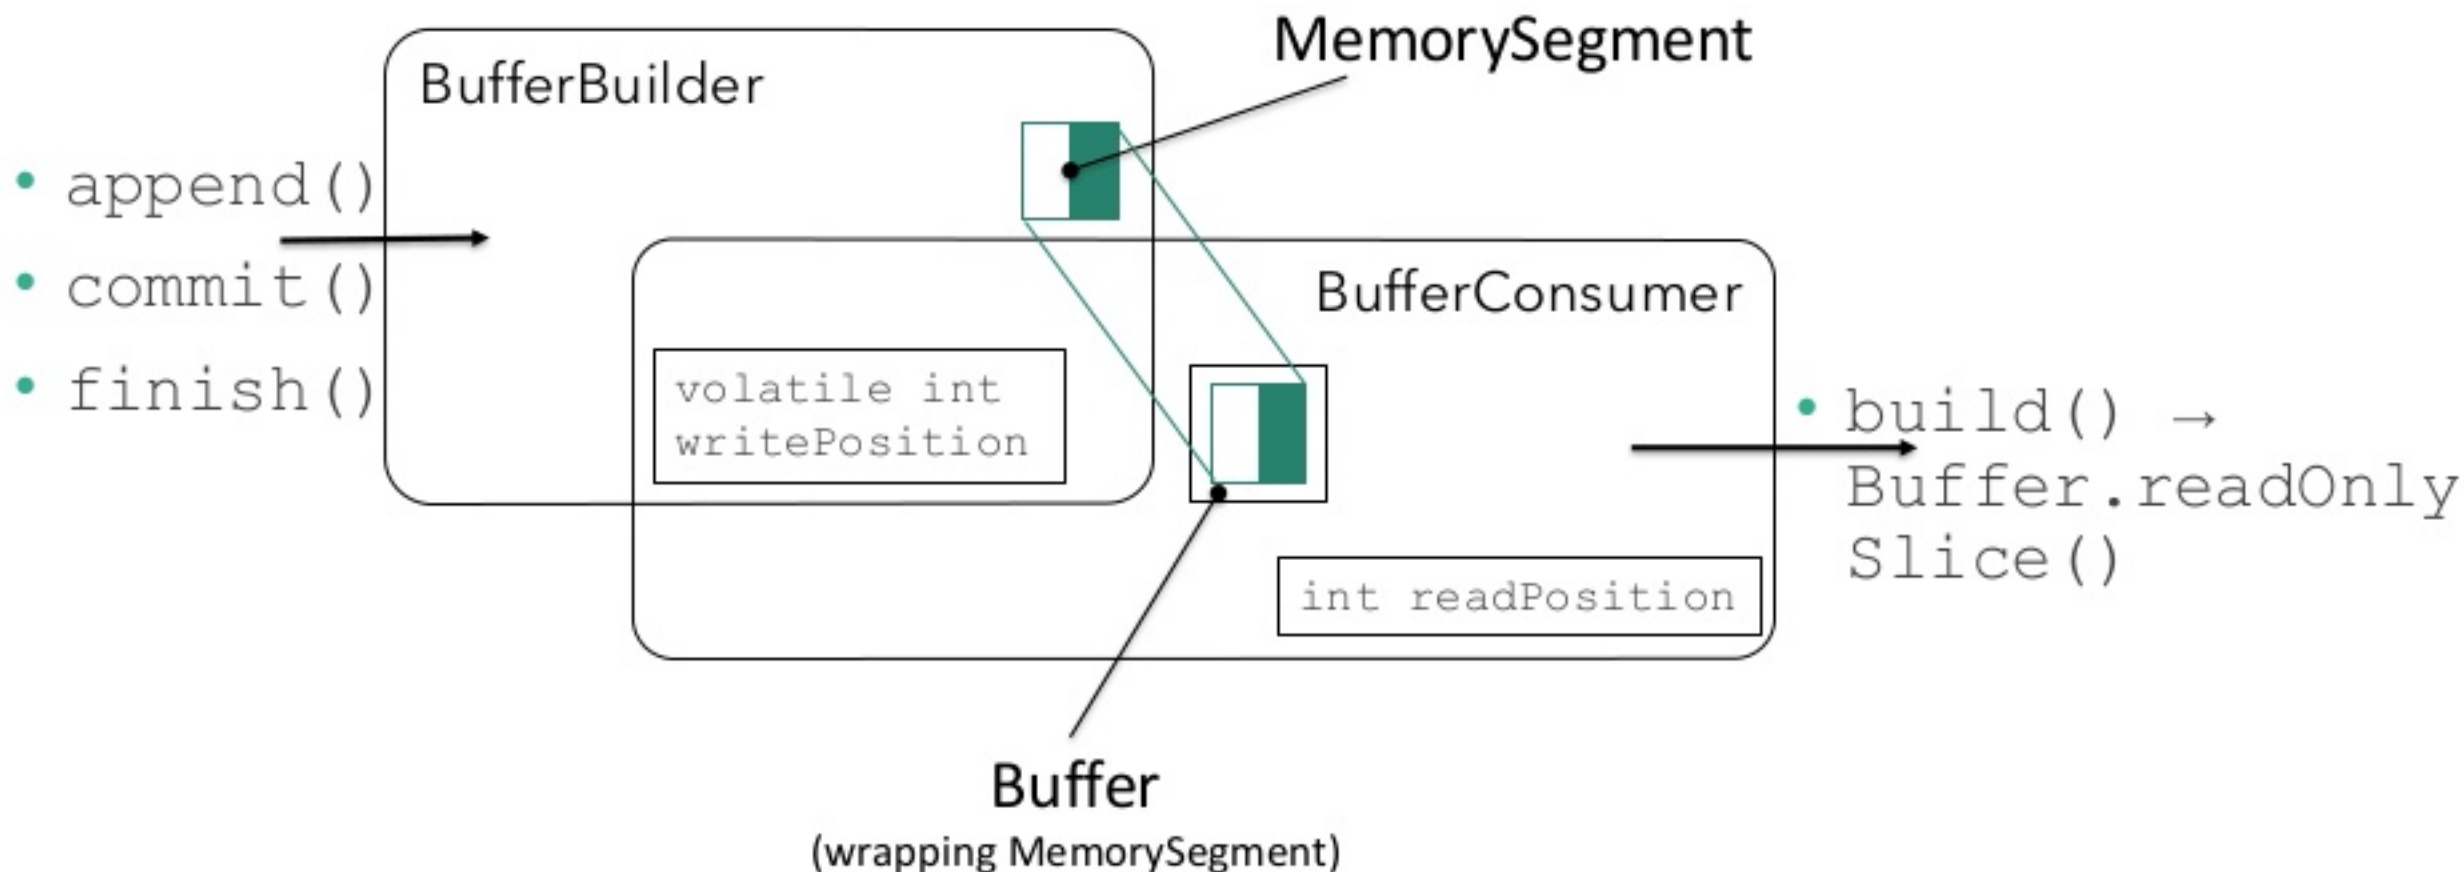 MemorySegment
BufferBuilder
• append()
• commit()
• finish()
BufferConsumer
volatile int
writePosition
• build() →
Buffer.readOnly
Slice()
int readPosition
Buffer
(wrapping MemorySegment)